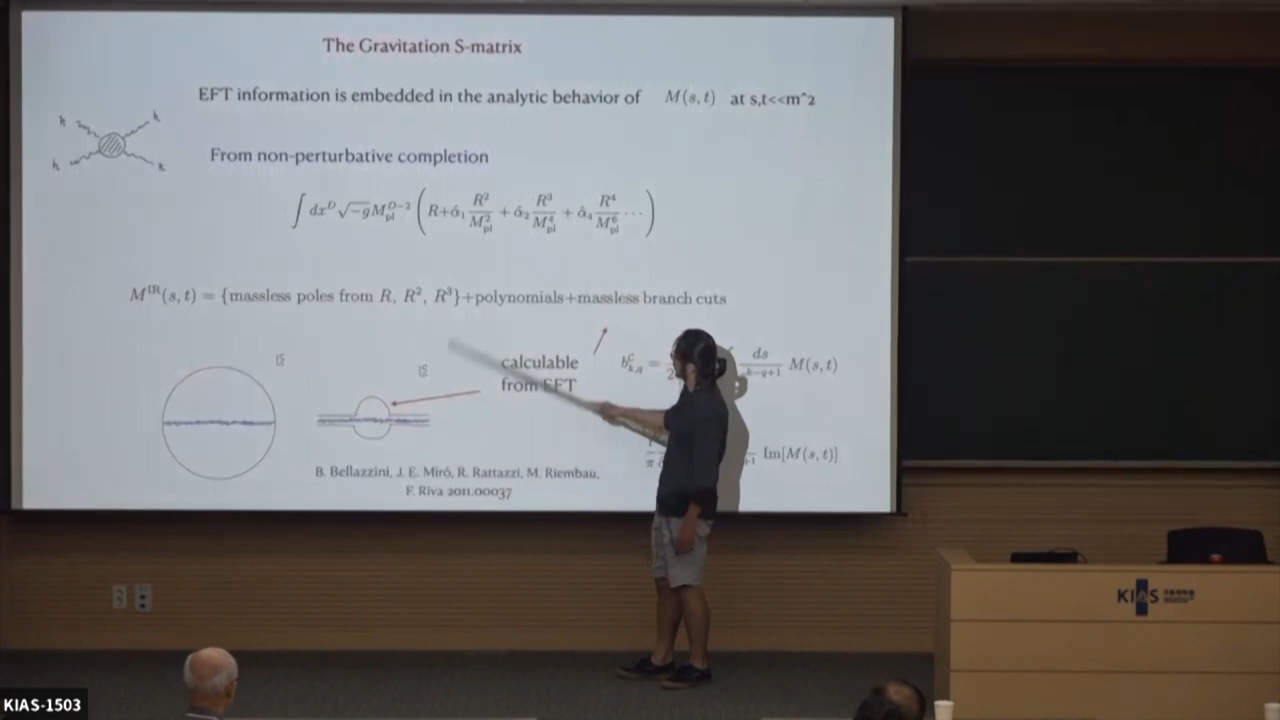 The Gravitation S-matrix
EFT information is embedded in the analytic behavior of M(s,t) at s,t<<m^2
h h
h h
From non-perturbative completion
∫ dx^D √-g M_pl^{D-2} ( R + α̂_1 R^2/M_pl^2 + α̂_2 R^3/M_pl^4 + α̂_4 R^4/M_pl^6 ⋯ )
M^IR(s,t) = {massless poles from R, R^2, R^3}+polynomials+massless branch cuts
calculable
from EFT
ds
M(s,t)
Im[M(s,t)]
B. Bellazzini, J. E. Miró, R. Rattazzi, M. Riembau,
F. Riva 2011.00037
KIAS
KIAS-1503